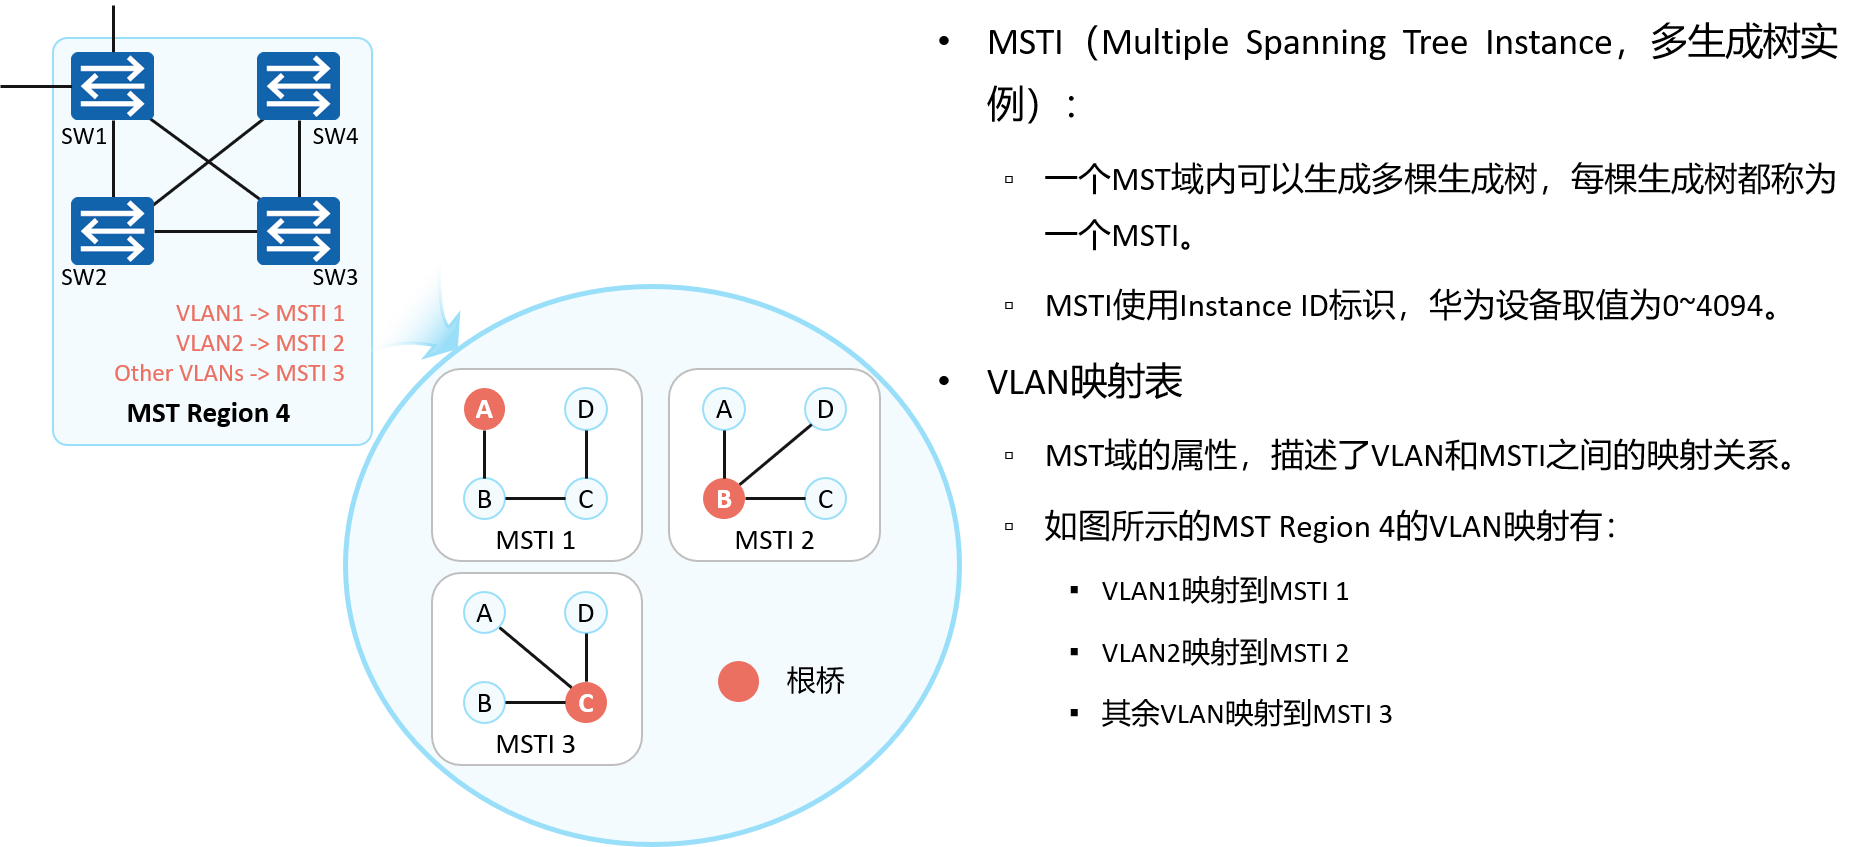 SW1
SW4
SW2
SW3
VLAN1 -> MSTI 1
VLAN2 -> MSTI 2
Other VLANs -> MSTI 3
MST Region 4
A
D
B
C
MSTI 1
A
D
B
C
MSTI 2
A
D
B
C
MSTI 3
根桥
• MSTI（Multiple Spanning Tree Instance，多生成树实
例）：
▫ 一个MST域内可以生成多棵生成树，每棵生成树都称为
一个MSTI。
▫ MSTI使用Instance ID标识，华为设备取值为0~4094。
• VLAN映射表
▫ MST域的属性，描述了VLAN和MSTI之间的映射关系。
▫ 如图所示的MST Region 4的VLAN映射有：
▪ VLAN1映射到MSTI 1
▪ VLAN2映射到MSTI 2
▪ 其余VLAN映射到MSTI 3